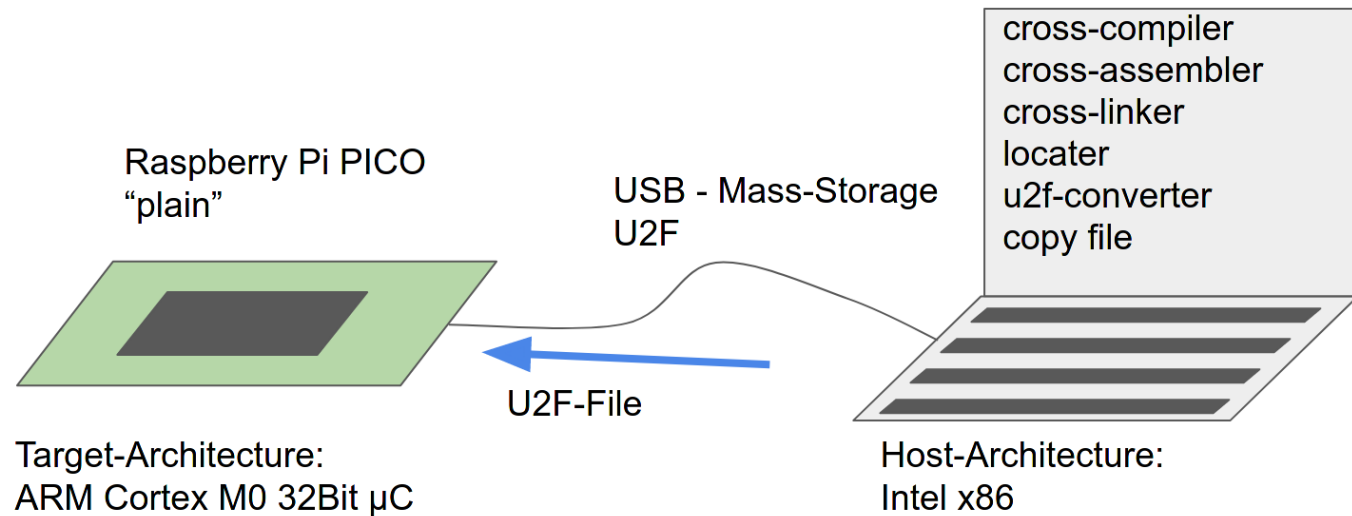 cross-compiler
cross-assembler
cross-linker
locater
u2f-converter
copy file
Raspberry Pi PICO
“plain”
USB - Mass-Storage
U2F
U2F-File
Target-Architecture:
ARM Cortex M0 32Bit µC
Host-Architecture:
Intel x86